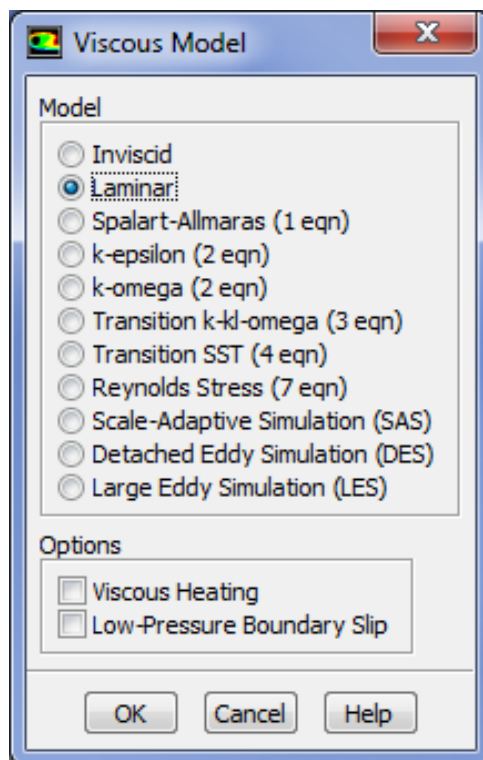 Viscous Model
Model
Inviscid
Laminar
Spalart-Allmaras (1 eqn)
k-epsilon (2 eqn)
k-omega (2 eqn)
Transition k-kl-omega (3 eqn)
Transition SST (4 eqn)
Reynolds Stress (7 eqn)
Scale-Adaptive Simulation (SAS)
Detached Eddy Simulation (DES)
Large Eddy Simulation (LES)
Options
Viscous Heating
Low-Pressure Boundary Slip
OK Cancel Help